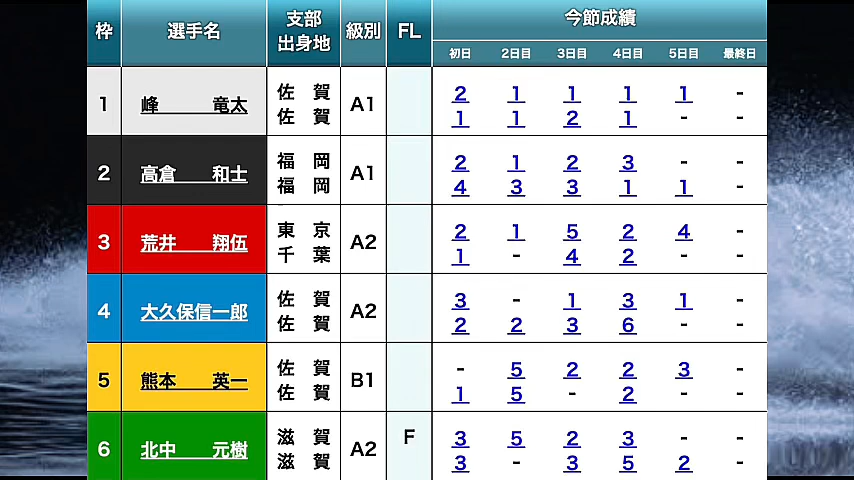 枠 選手名 支部 出身地 級別 FL 今節成績
初日 2日目 3日目 4日目 5日目 最終日
1 峰 竜太 佐賀 佐賀 A1
2 1 1 1 1 -
1 1 2 1 - -
2 高倉 和士 福岡 福岡 A1
2 1 2 3 - -
4 3 3 1 1 -
3 荒井 翔伍 東京 千葉 A2
2 1 5 2 4 -
1 - 4 2 - -
4 大久保信一郎 佐賀 佐賀 A2
3 - 1 3 1 -
2 2 3 6 - -
5 熊本 英一 佐賀 佐賀 B1
- 5 2 2 3 -
1 5 - 2 - -
6 北中 元樹 滋賀 滋賀 A2 F
3 5 2 3 - -
3 - 3 5 2 -